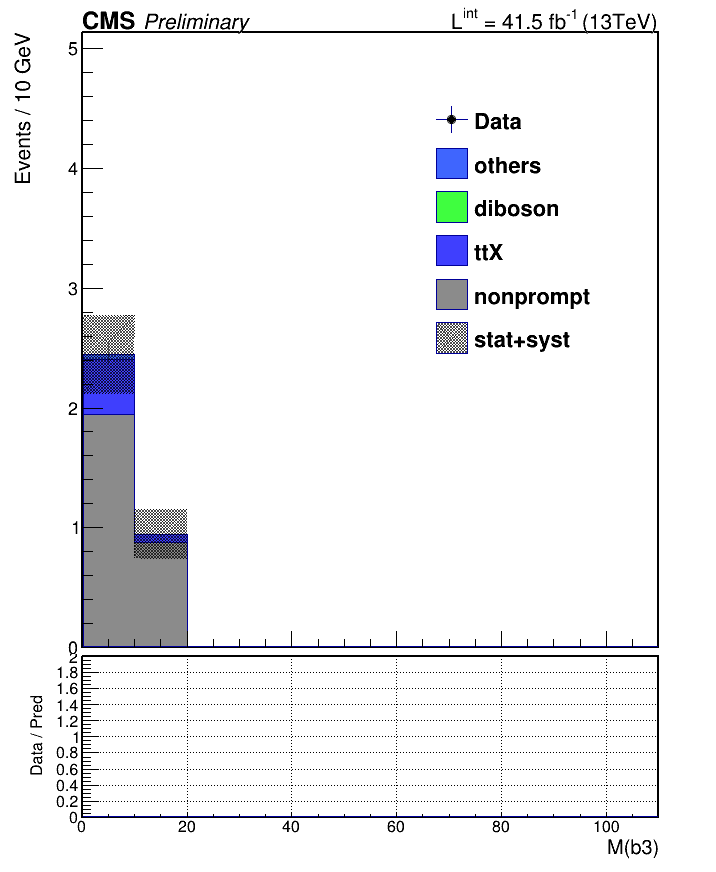 CMS Preliminary
L^int = 41.5 fb^-1 (13TeV)
Events / 10 GeV
5
4
3
2
1
0
Data
others
diboson
ttX
nonprompt
stat+syst
Data / Pred
2
1.8
1.6
1.4
1.2
1
0.8
0.6
0.4
0.2
0
0 20 40 60 80 100
M(b3)